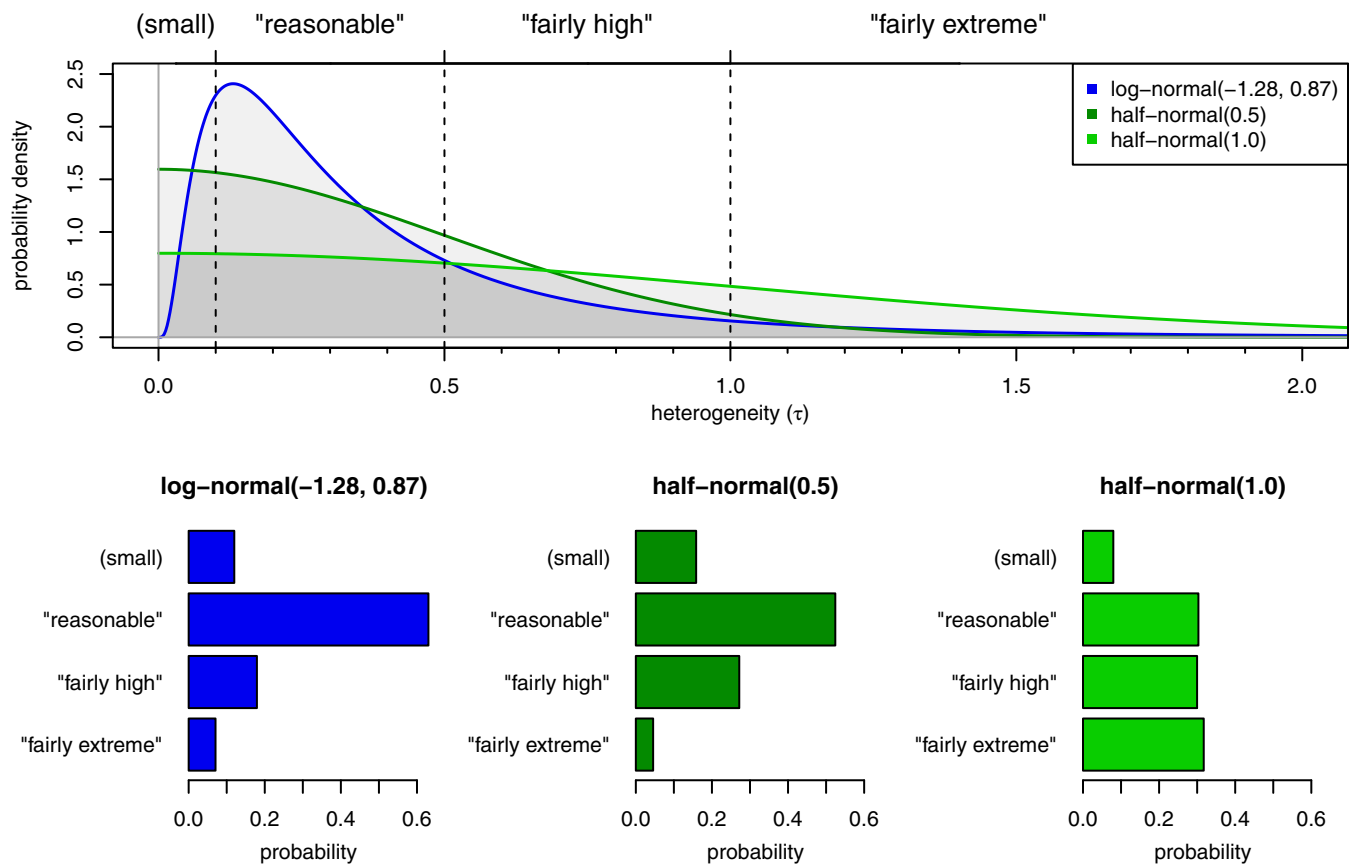 (small) "reasonable" "fairly high" "fairly extreme"
log−normal(−1.28, 0.87)
half−normal(0.5)
half−normal(1.0)
probability density
2.5
2.0
1.5
1.0
0.5
0.0
0.0 0.5 1.0 1.5 2.0
heterogeneity (τ)
log−normal(−1.28, 0.87)
(small)
"reasonable"
"fairly high"
"fairly extreme"
0.0 0.2 0.4 0.6
probability
half−normal(0.5)
(small)
"reasonable"
"fairly high"
"fairly extreme"
0.0 0.2 0.4 0.6
probability
half−normal(1.0)
(small)
"reasonable"
"fairly high"
"fairly extreme"
0.0 0.2 0.4 0.6
probability